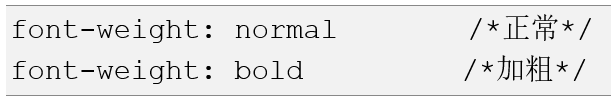 font-weight: normal /*正常*/
font-weight: bold /*加粗*/